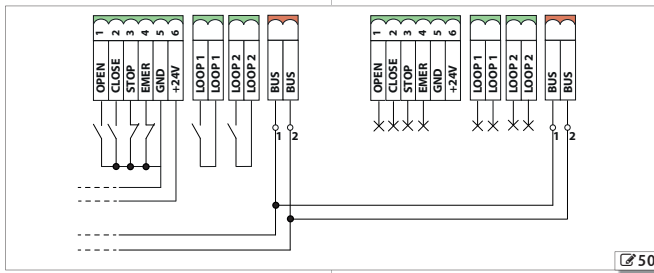 1 2 3 4 5 6
OPEN CLOSE STOP EMER GND +24V
LOOP 1 LOOP 1
LOOP 2 LOOP 2
BUS BUS
1 2
1 2 3 4 5 6
OPEN CLOSE STOP EMER GND +24V
LOOP 1 LOOP 1
LOOP 2 LOOP 2
BUS BUS
1 2
50